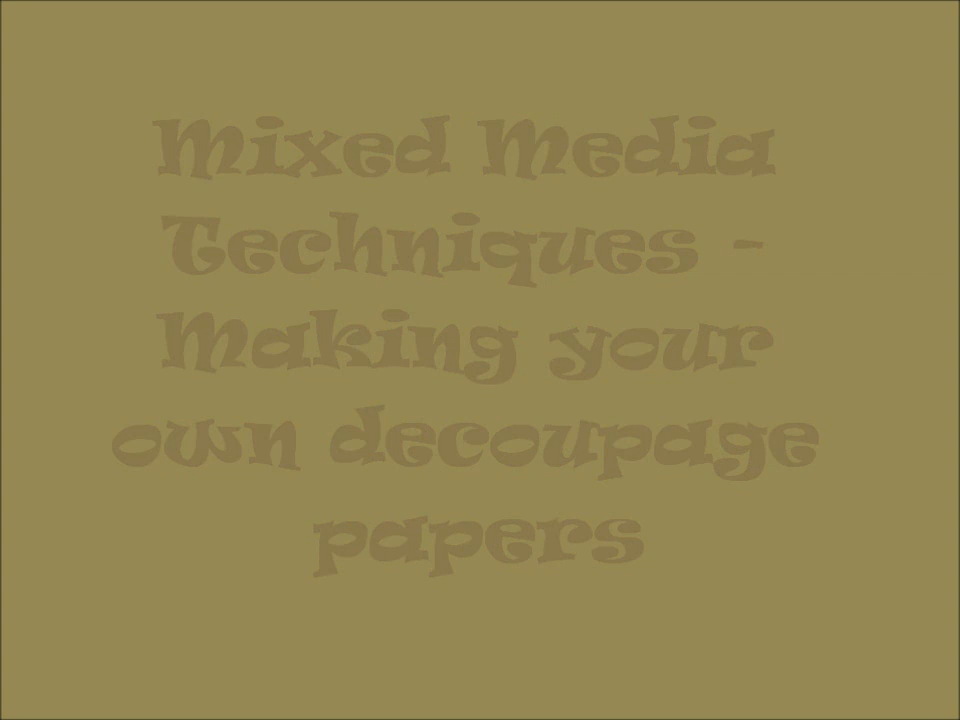 Mixed Media
Techniques -
Making your
own decoupage
papers